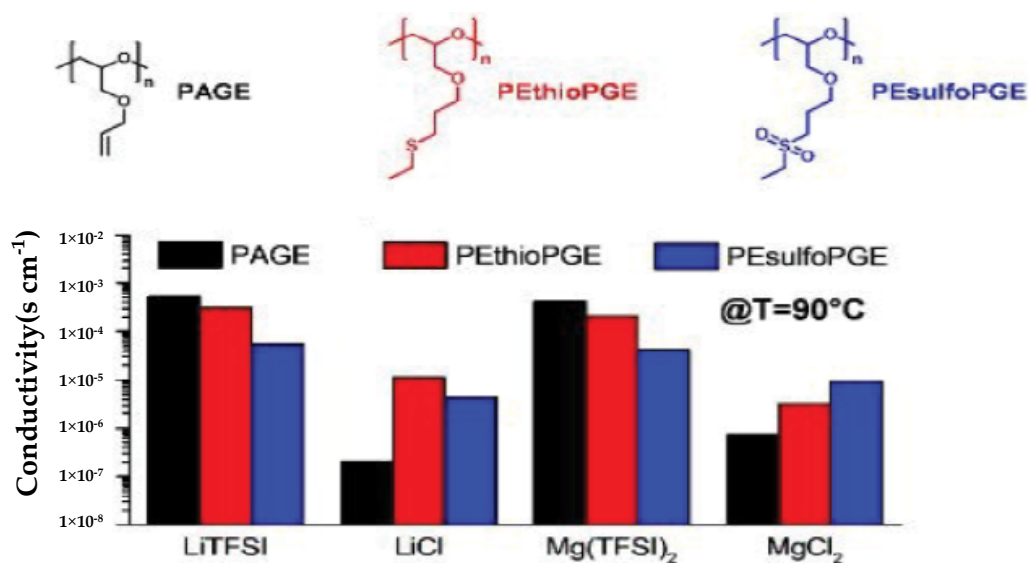 O
n
O
PAGE
O
n
O
S
PEthioPGE
O
n
O
O
S
O
PEsulfoPGE
Conductivity(s cm⁻¹)
1×10⁻²
1×10⁻³
1×10⁻⁴
1×10⁻⁵
1×10⁻⁶
1×10⁻⁷
1×10⁻⁸
PAGE PEthioPGE PEsulfoPGE
@T=90°C
LiTFSI LiCl Mg(TFSI)₂ MgCl₂